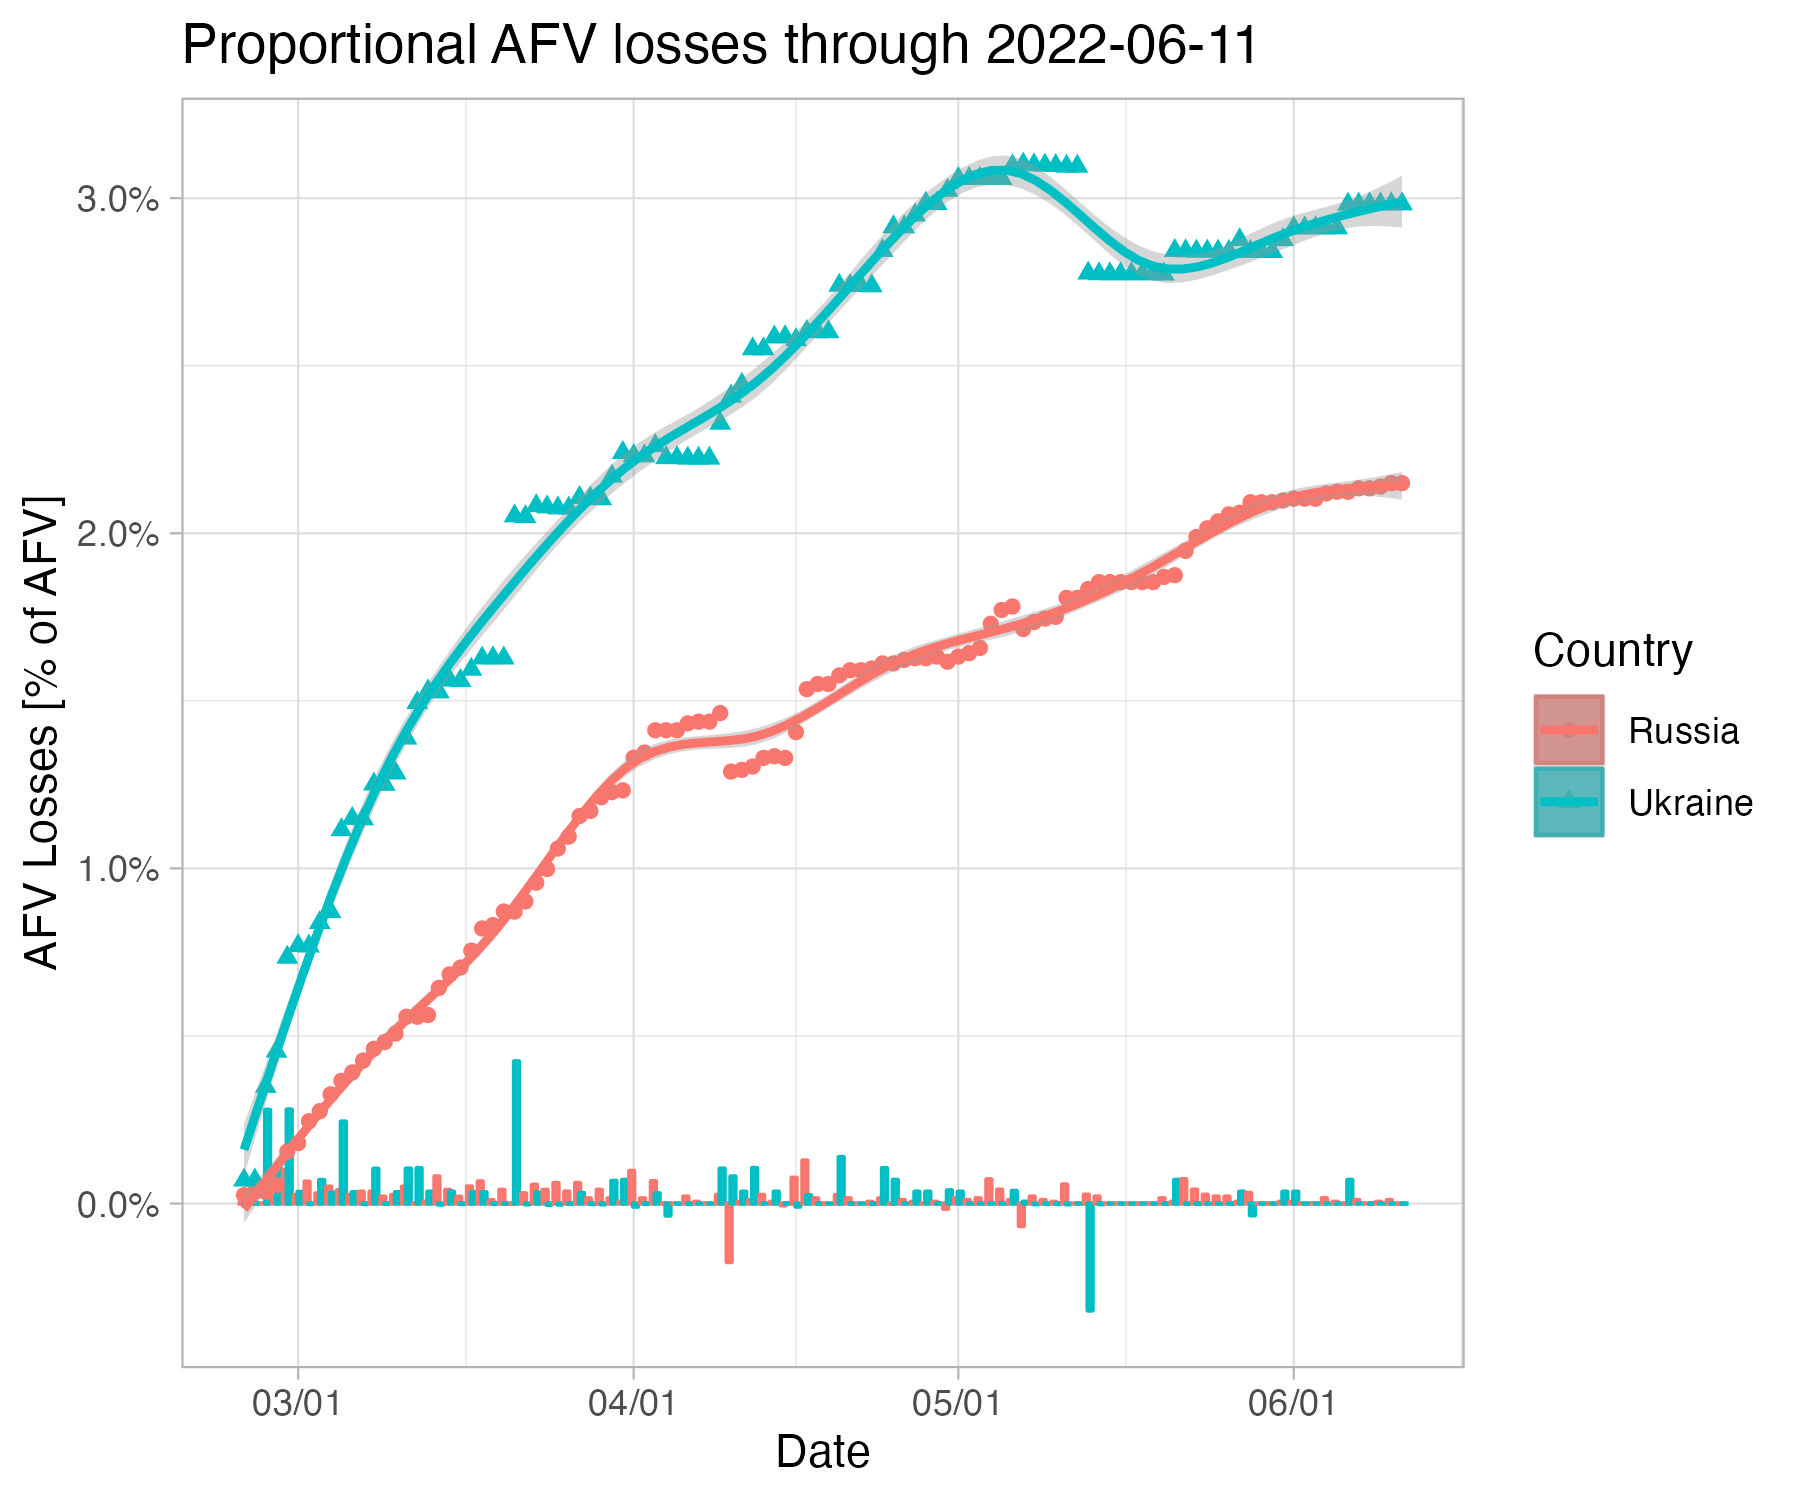 Proportional AFV losses through 2022-06-11
AFV Losses [% of AFV]
3.0%
2.0%
1.0%
0.0%
03/01
04/01
05/01
06/01
Date
Country
Russia
Ukraine